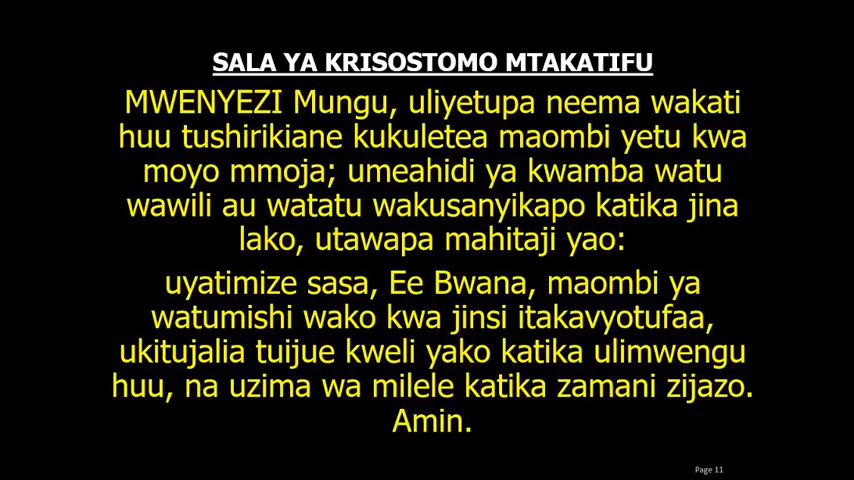 SALA YA KRISOSTOMO MTAKATIFU
MWENYEZI Mungu, uliyetupa neema wakati
huu tushirikiane kukuletea maombi yetu kwa
moyo mmoja; umeahidi ya kwamba watu
wawili au watatu wakusanyikapo katika jina
lako, utawapa mahitaji yao:
uyatimize sasa, Ee Bwana, maombi ya
watumishi wako kwa jinsi itakavyotufaa,
ukitujalia tuijue kweli yako katika ulimwengu
huu, na uzima wa milele katika zamani zijazo.
Amin.
Page 11